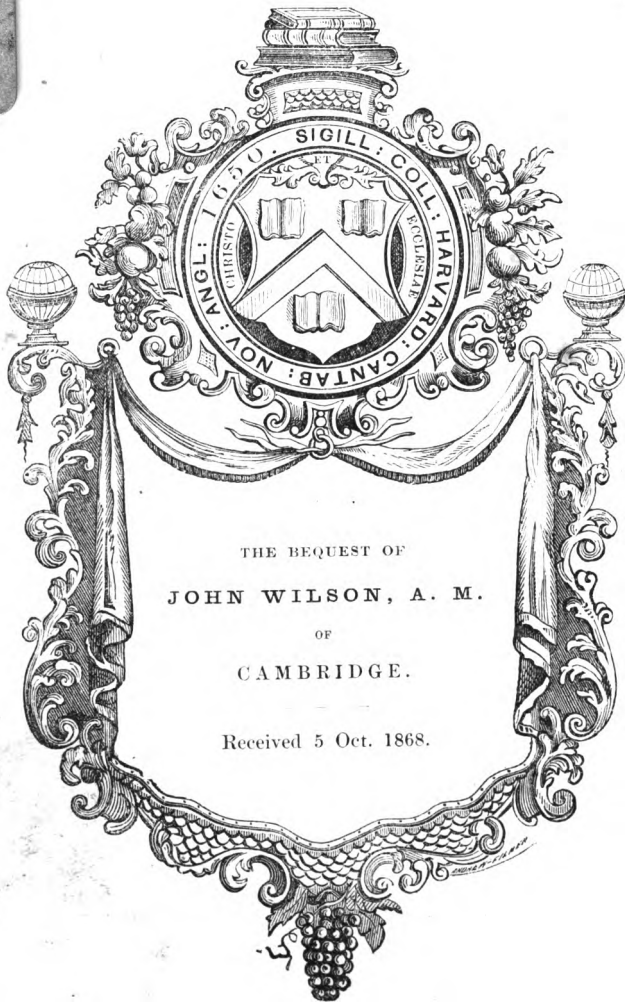 SIGILL: COLL: HARVARD: CANTAB: NOV: ANGL: 1650.
ET
CHRISTO
ECCLESIAE
THE BEQUEST OF
JOHN WILSON, A. M.
OF
CAMBRIDGE.
Received 5 Oct. 1868.